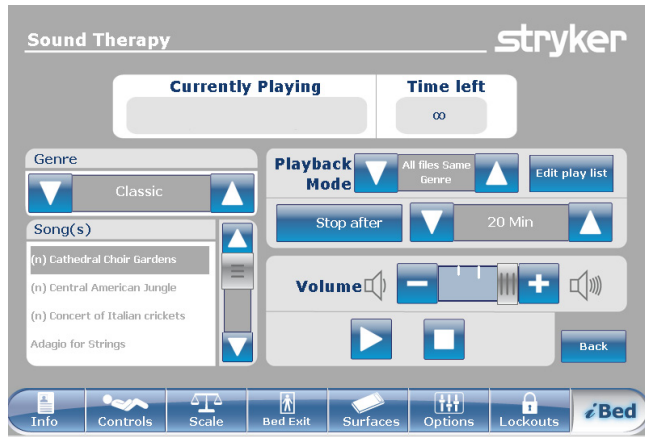 Sound Therapy
stryker
Currently Playing
Time left
∞
Genre
Classic
Song(s)
(n) Cathedral Choir Gardens
(n) Central American Jungle
(n) Concert of Italian crickets
Adagio for Strings
Playback
Mode
All files Same
Genre
Edit play list
Stop after
20 Min
Volume
Back
Info
Controls
Scale
Bed Exit
Surfaces
Options
Lockouts
iBed